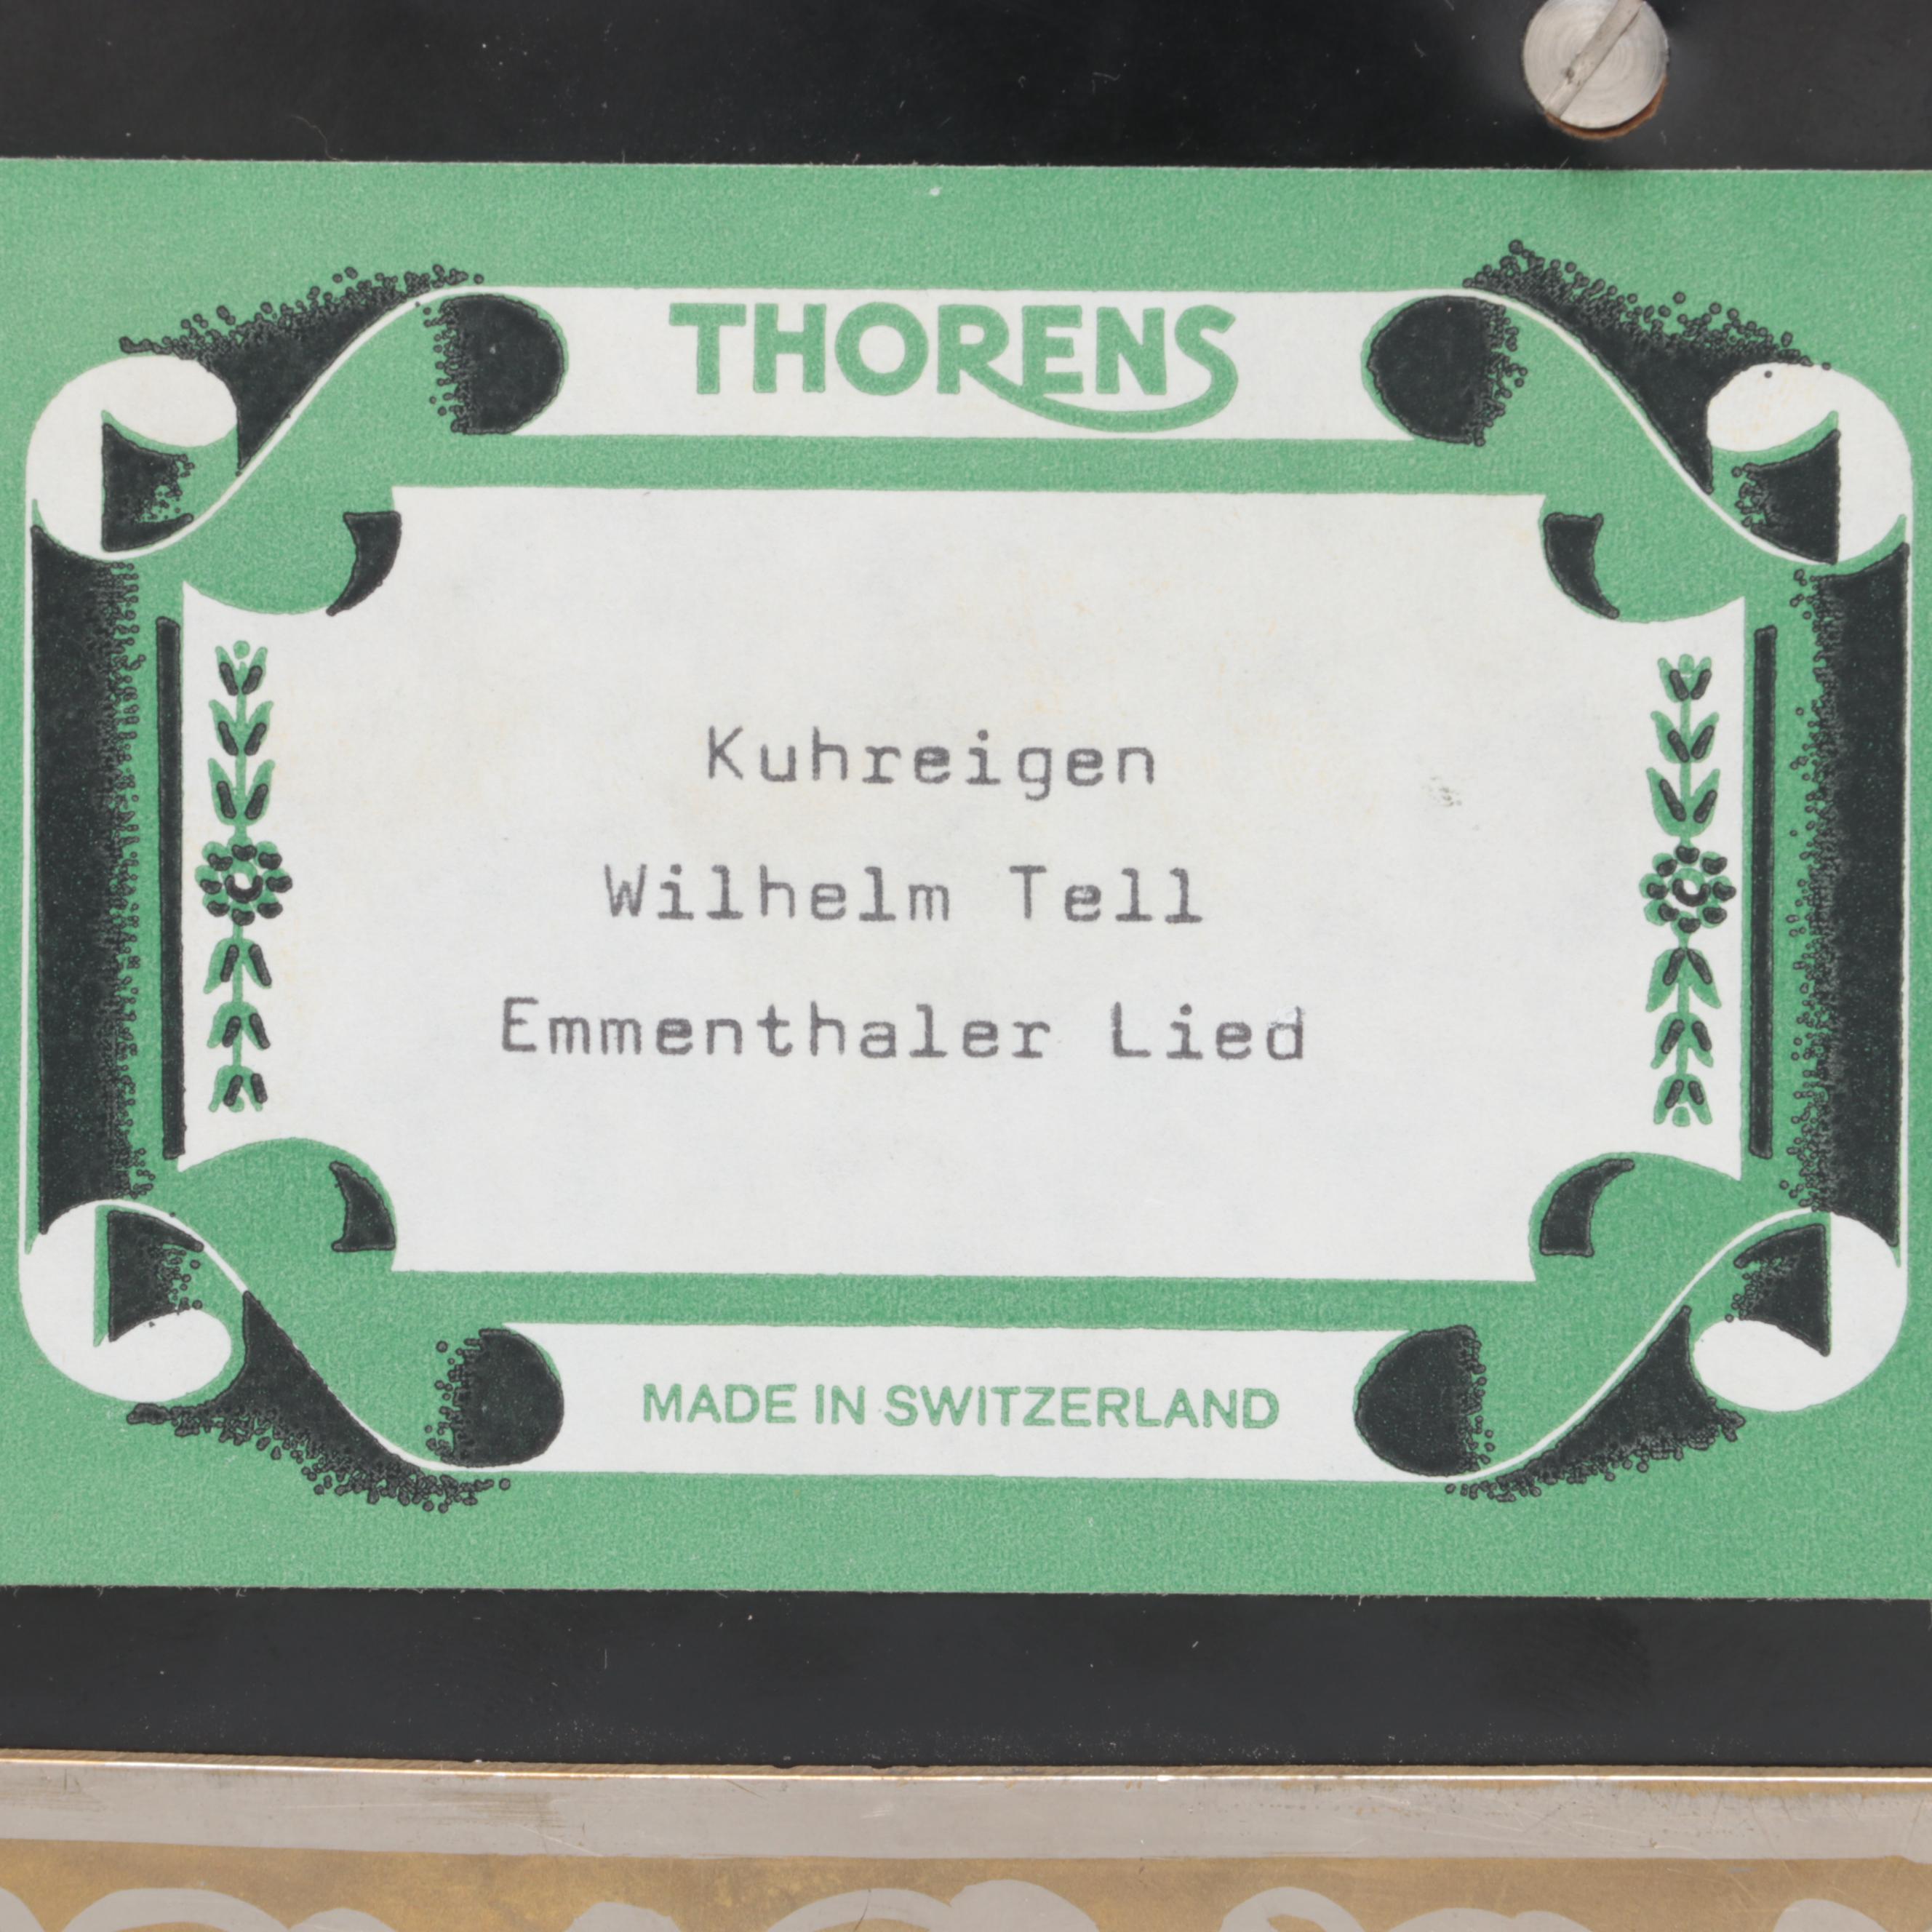 THORENS
Kuhreigen
Wilhelm Tell
Emmenthaler Lied
MADE IN SWITZERLAND